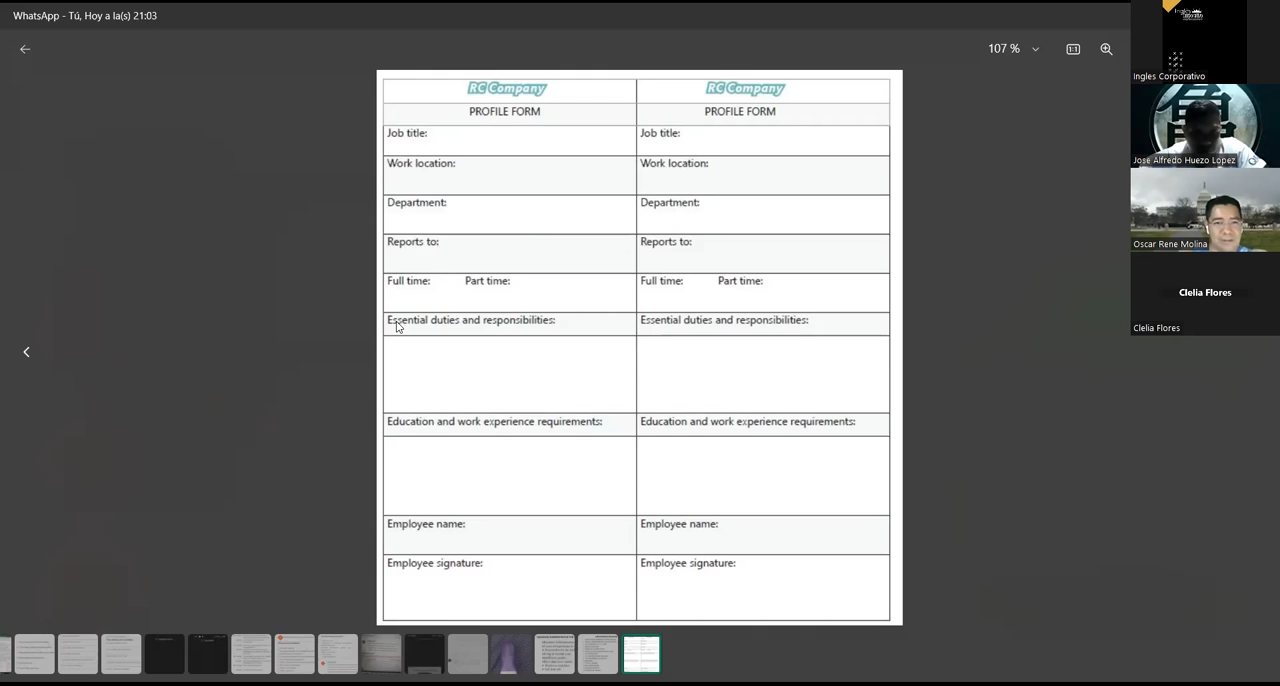 WhatsApp - Tú, Hoy a la(s) 21:03
107 %
1:1
RC Company
PROFILE FORM
Job title:
Work location:
Department:
Reports to:
Full time: Part time:
Essential duties and responsibilities:
Education and work experience requirements:
Employee name:
Employee signature:
RC Company
PROFILE FORM
Job title:
Work location:
Department:
Reports to:
Full time: Part time:
Essential duties and responsibilities:
Education and work experience requirements:
Employee name:
Employee signature:
Ingles Corporativo
José Alfredo Huezo Lopez
Oscar Rene Molina
Clelia Flores
Clelia Flores